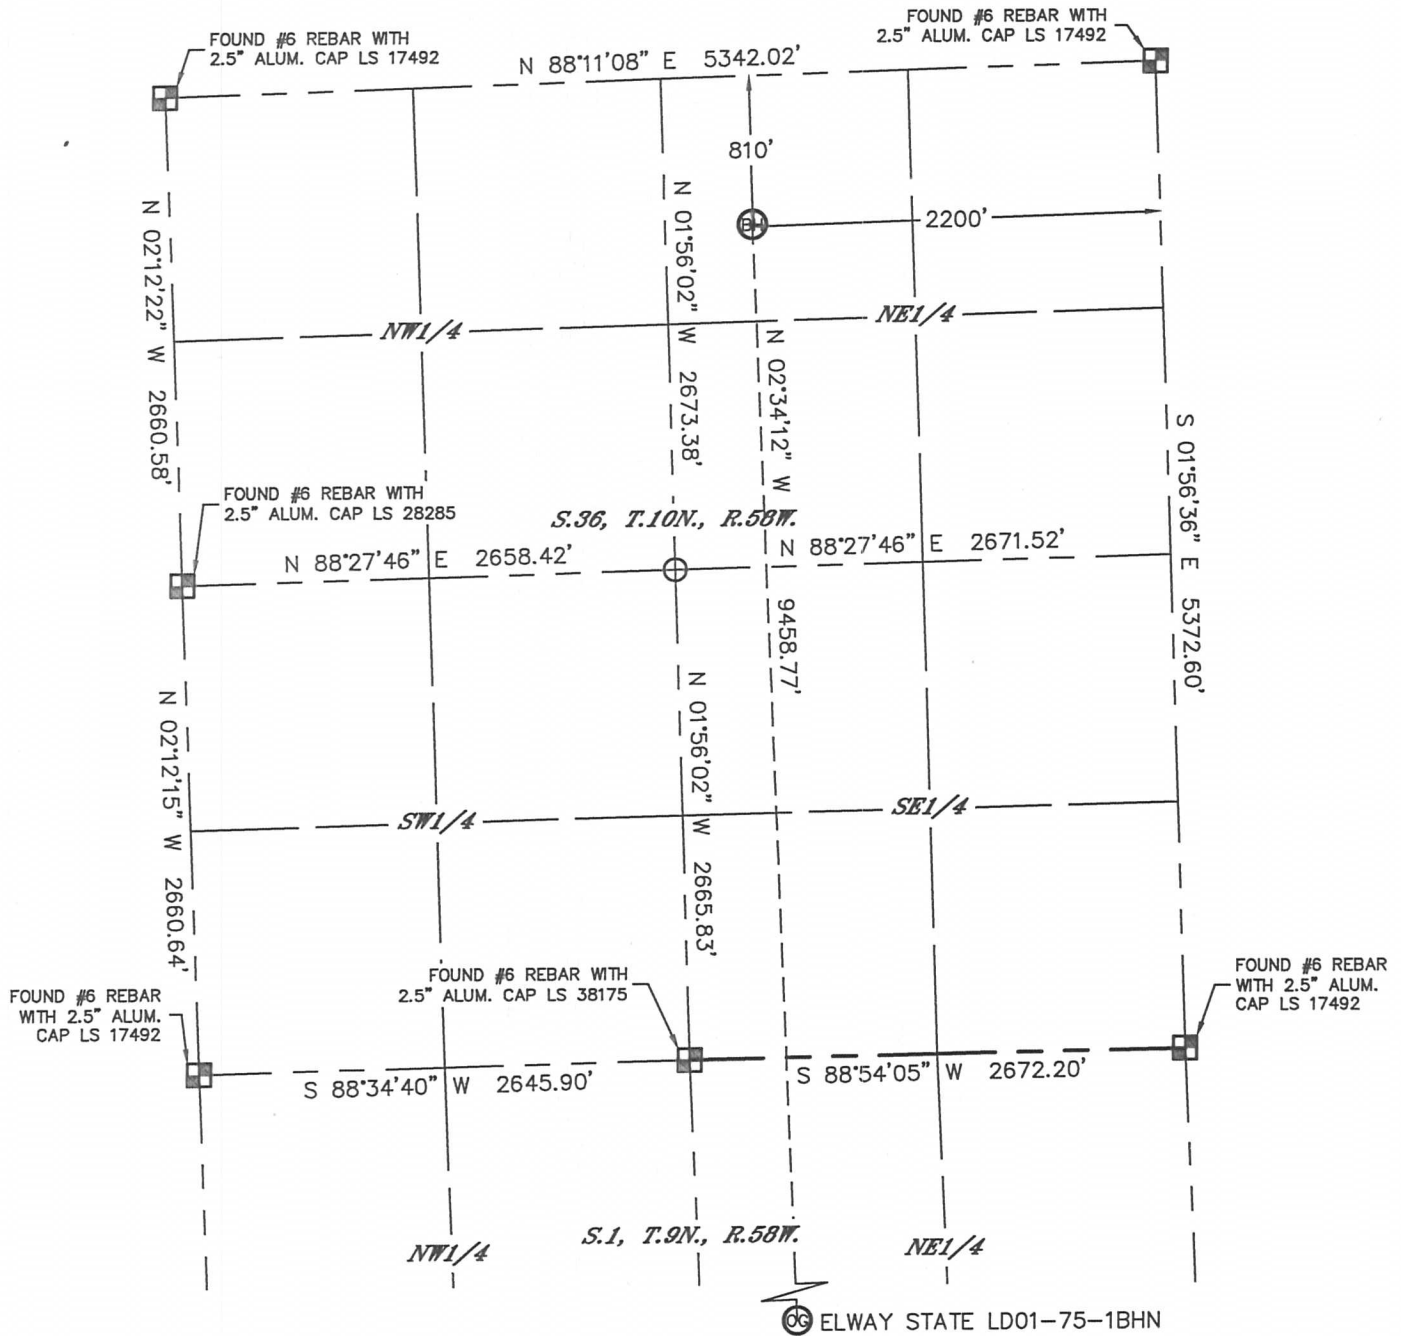 FOUND #6 REBAR WITH
2.5" ALUM. CAP LS 17492
FOUND #6 REBAR WITH
2.5" ALUM. CAP LS 17492
N 88°11'08" E 5342.02'
810'
BH
2200'
N 02°12'22" W 2660.58'
N 01°56'02" W 2673.38'
NW1/4
NE1/4
N 02°34'12" W 9458.77'
S 01°56'36" E 5372.60'
FOUND #6 REBAR WITH
2.5" ALUM. CAP LS 28285
S.36, T.10N., R.58W.
N 88°27'46" E 2658.42'
N 88°27'46" E 2671.52'
N 02°12'15" W 2660.64'
N 01°56'02" W 2665.83'
SW1/4
SE1/4
FOUND #6 REBAR
WITH 2.5" ALUM.
CAP LS 17492
FOUND #6 REBAR WITH
2.5" ALUM. CAP LS 38175
FOUND #6 REBAR
WITH 2.5" ALUM.
CAP LS 17492
S 88°34'40" W 2645.90'
S 88°54'05" W 2672.20'
S.1, T.9N., R.58W.
NW1/4
NE1/4
OG ELWAY STATE LD01-75-1BHN